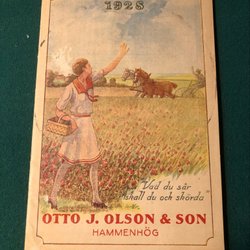 1928
"Vad du sår
skall du och skörda"
OTTO J. OLSON & SON
HAMMENHÖG